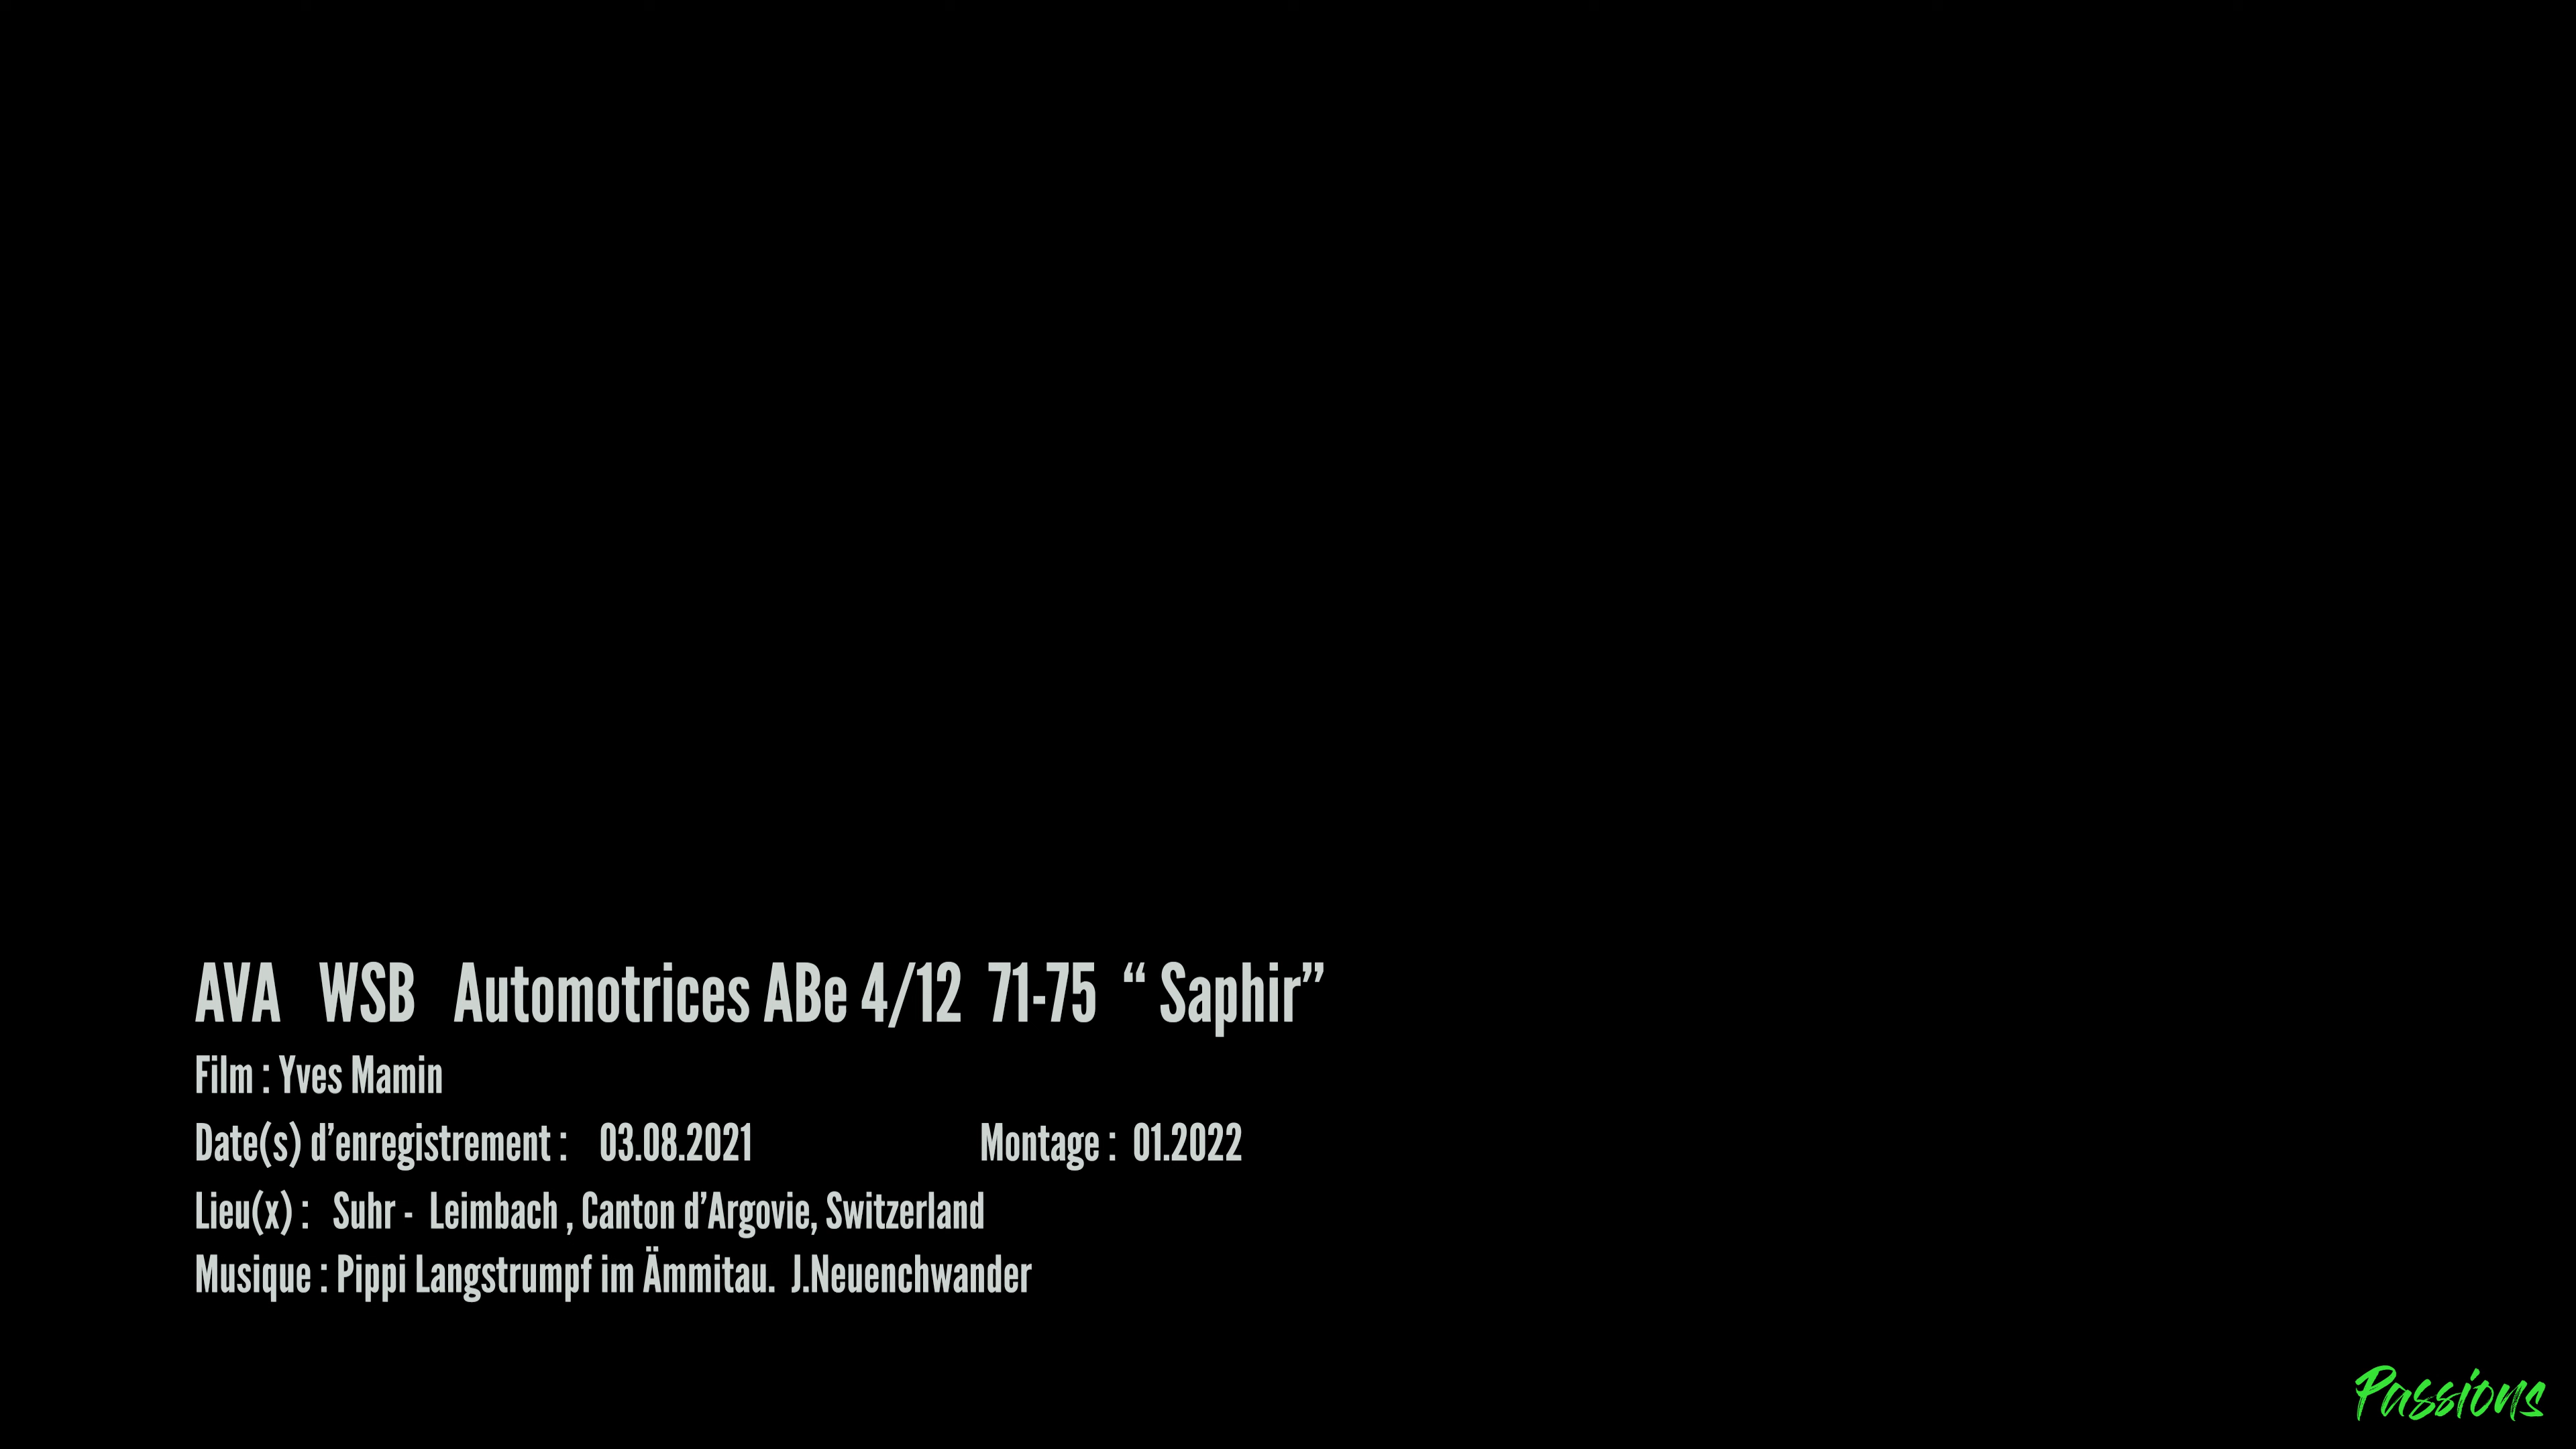 AVA WSB Automotrices ABe 4/12 71-75 “ Saphir”
Film : Yves Mamin
Date(s) d’enregistrement : 03.08.2021 Montage : 01.2022
Lieu(x) : Suhr - Leimbach , Canton d’Argovie, Switzerland
Musique : Pippi Langstrumpf im Ämmitau. J.Neuenchwander
Passions